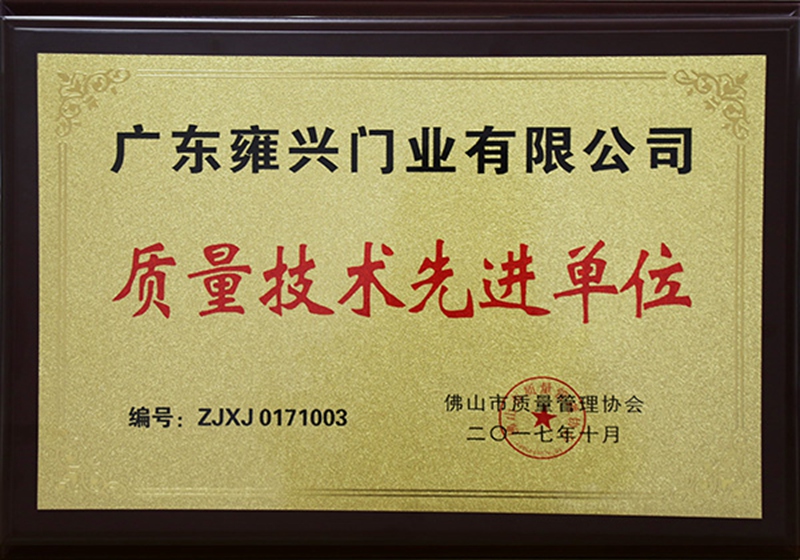 广东雍兴门业有限公司
质量技术先进单位
编号：ZJXJ 0171003
佛山市质量管理协会
二〇一七年十月